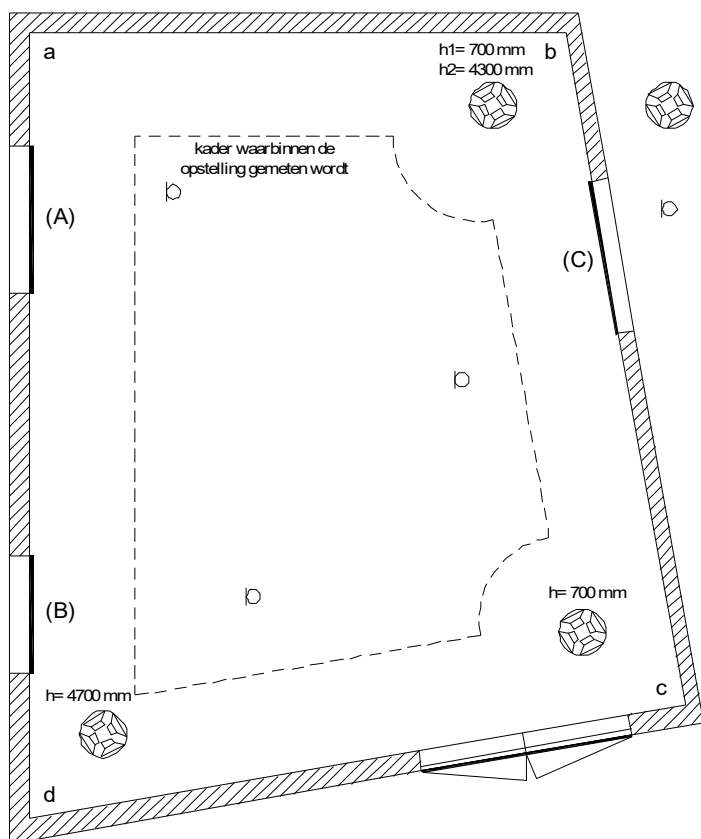 a
h1= 700 mm
h2= 4300 mm
b
kader waarbinnen de
opstelling gemeten wordt
(A)
(C)
(B)
h= 700 mm
h= 4700 mm
c
d